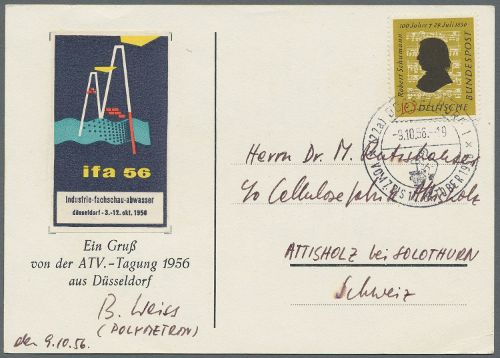 ifa 56
Industrie-fachschau-abwasser
düsseldorf - 3.-12. okt. 1956
Ein Gruß
von der ATV.-Tagung 1956
aus Düsseldorf
B. Weiss
(POLYMETRON)
den 9.10.56.
100 Jahre † 29. Juli 1856
Robert Schumann
DEUTSCHE
BUNDESPOST
-9.10.56.-19
Herrn Dr. M.
c/o Cellulosefabrik Attisholz
ATTISHOLZ bei SOLOTHURN
Schweiz